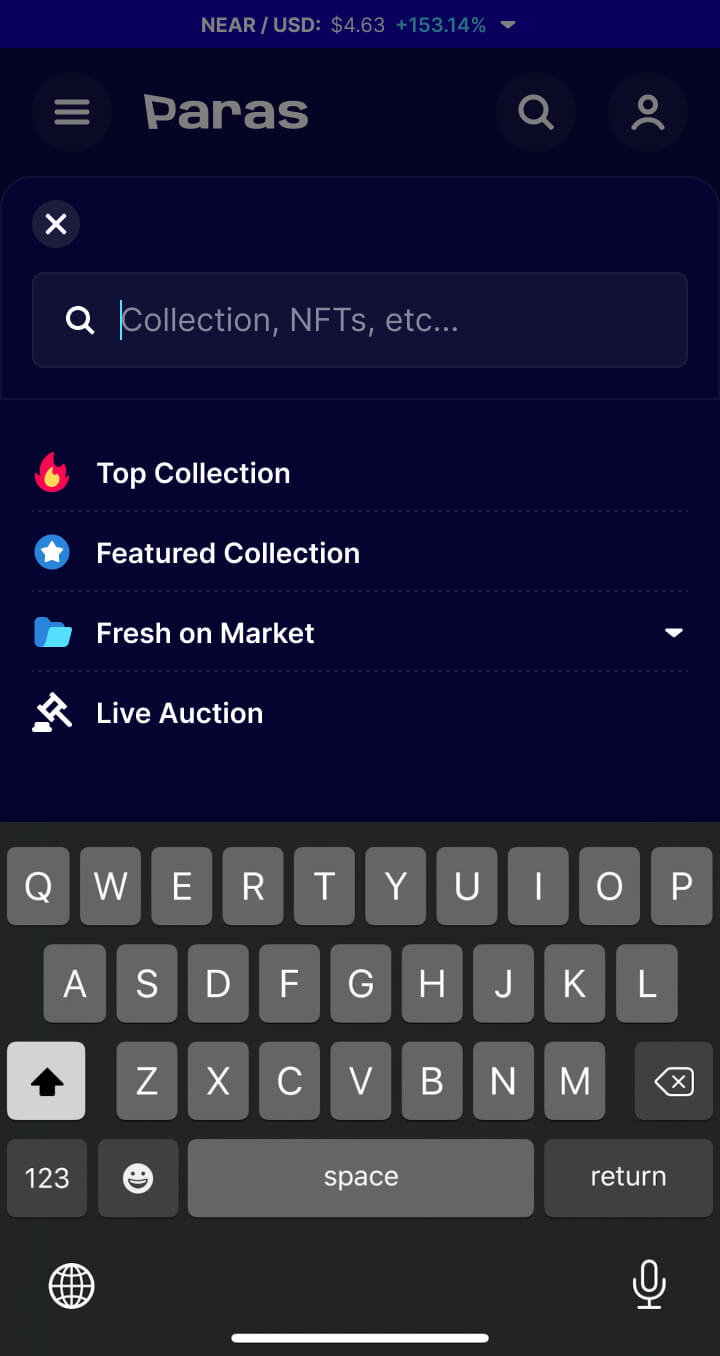 NEAR / USD: $4.63 +153.14%
Paras
Collection, NFTs, etc...
Top Collection
Featured Collection
Fresh on Market
Live Auction
Q W E R T Y U I O P
A S D F G H J K L
Z X C V B N M
123 space return